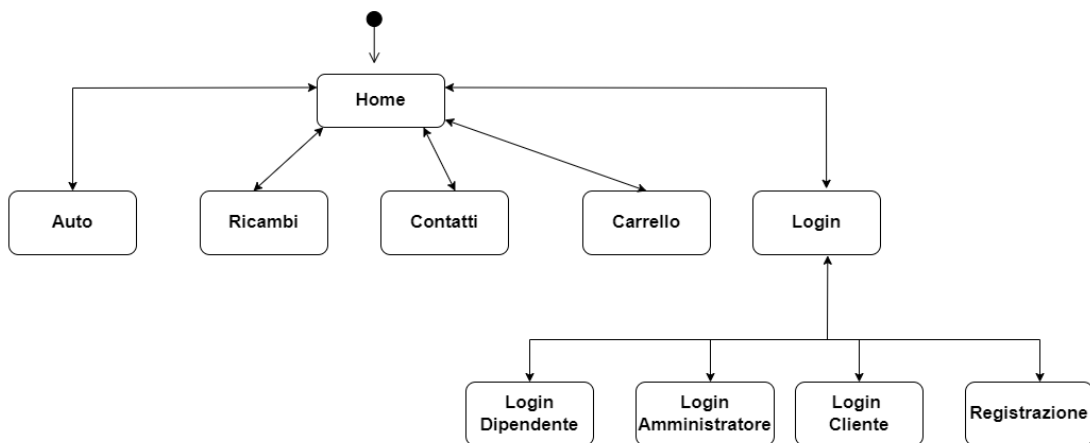 Home
Auto
Ricambi
Contatti
Carrello
Login
Login
Dipendente
Login
Amministratore
Login
Cliente
Registrazione